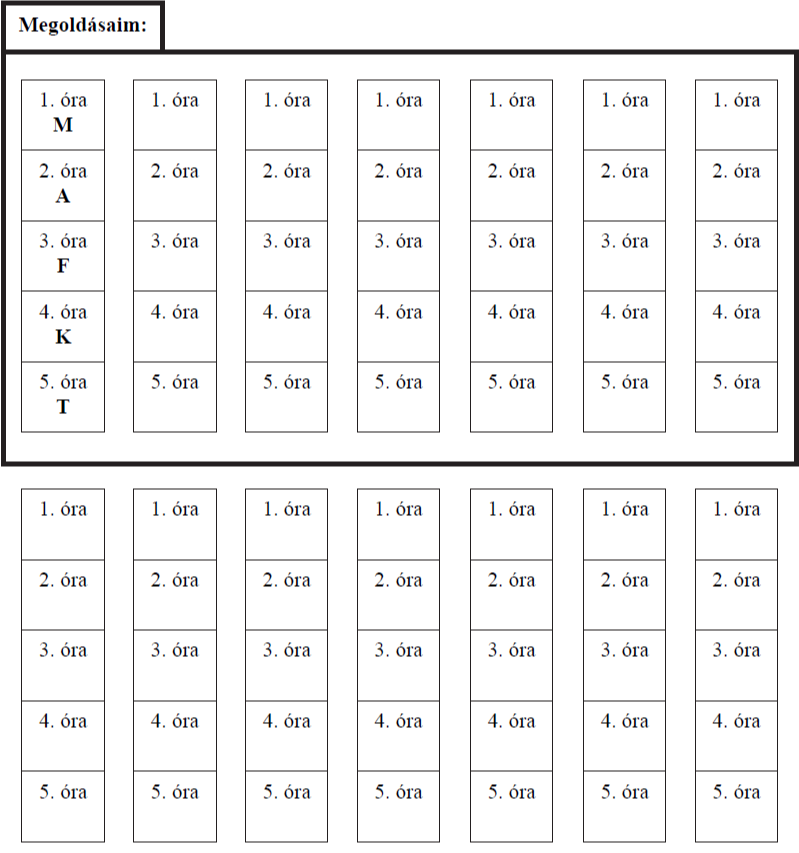 Megoldásaim:
1. óra 1. óra 1. óra 1. óra 1. óra 1. óra 1. óra
M
2. óra 2. óra 2. óra 2. óra 2. óra 2. óra 2. óra
A
3. óra 3. óra 3. óra 3. óra 3. óra 3. óra 3. óra
F
4. óra 4. óra 4. óra 4. óra 4. óra 4. óra 4. óra
K
5. óra 5. óra 5. óra 5. óra 5. óra 5. óra 5. óra
T
1. óra 1. óra 1. óra 1. óra 1. óra 1. óra 1. óra
2. óra 2. óra 2. óra 2. óra 2. óra 2. óra 2. óra
3. óra 3. óra 3. óra 3. óra 3. óra 3. óra 3. óra
4. óra 4. óra 4. óra 4. óra 4. óra 4. óra 4. óra
5. óra 5. óra 5. óra 5. óra 5. óra 5. óra 5. óra